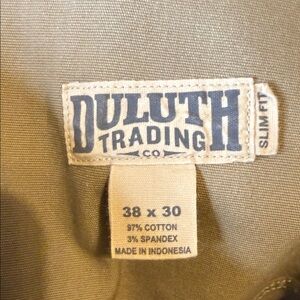 DULUTH
TRADING
CO
SLIM FIT
38 x 30
97% COTTON
3% SPANDEX
MADE IN INDONESIA